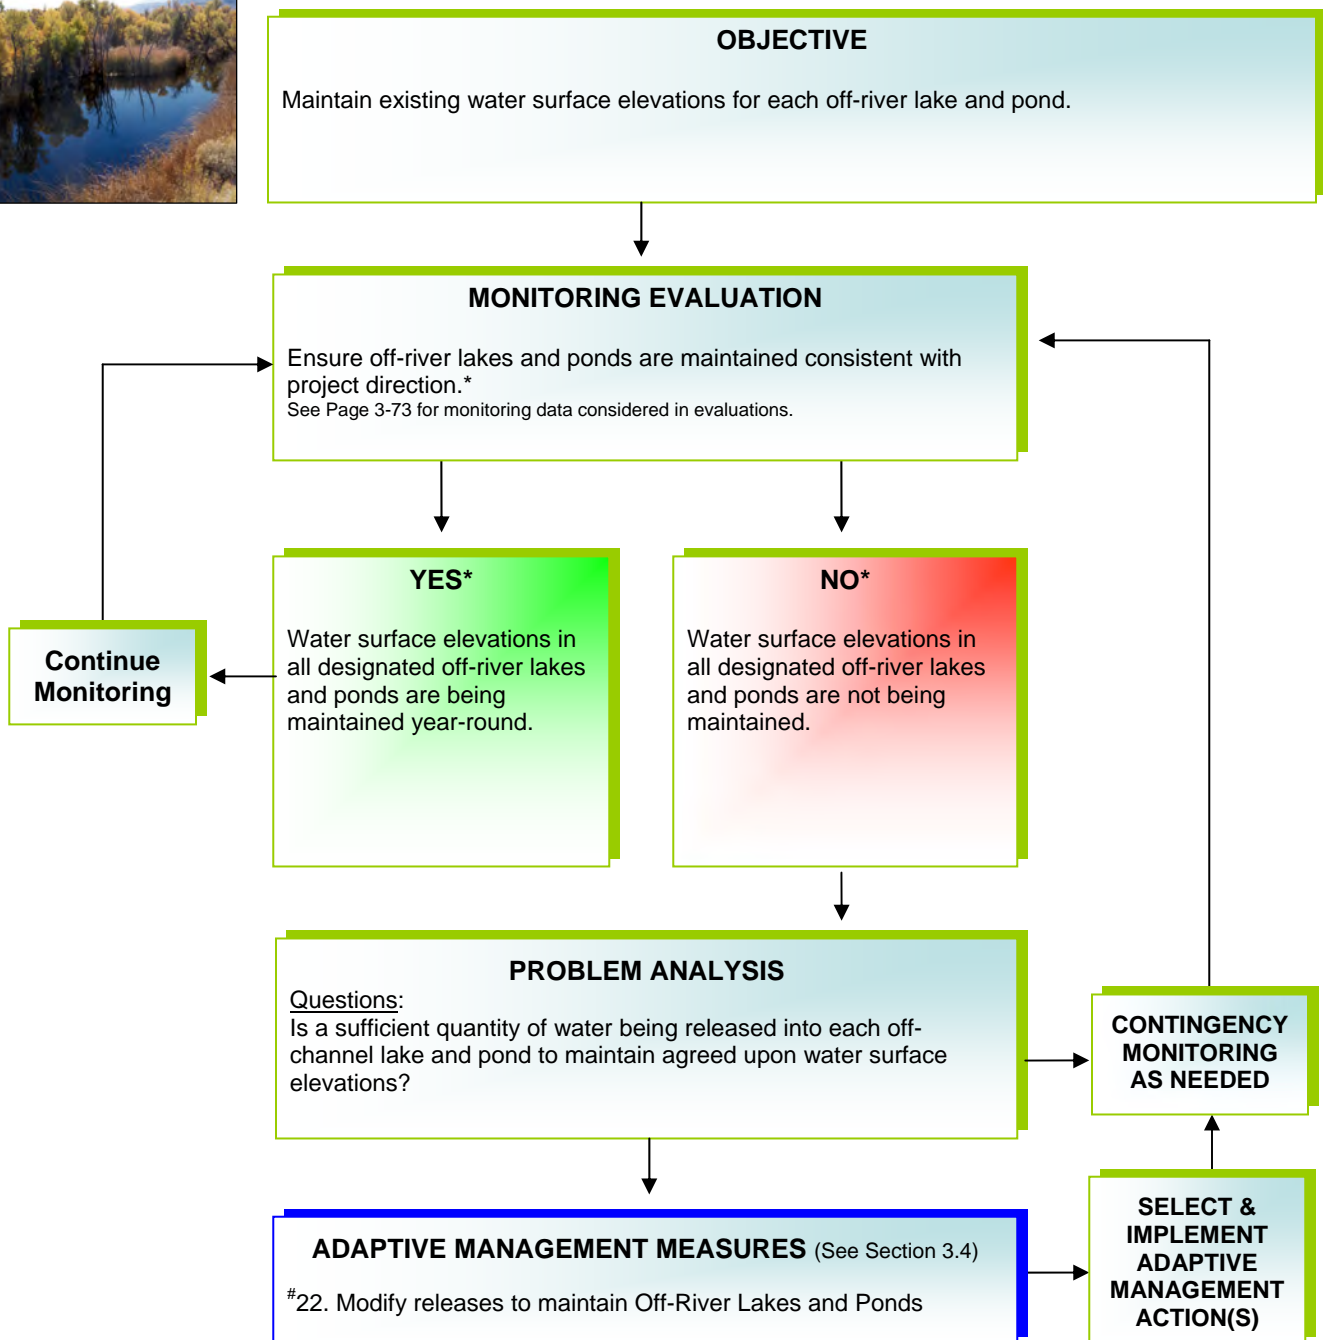 OBJECTIVE
Maintain existing water surface elevations for each off-river lake and pond.
MONITORING EVALUATION
Ensure off-river lakes and ponds are maintained consistent with
project direction.*
See Page 3-73 for monitoring data considered in evaluations.
YES*
Water surface elevations in
all designated off-river lakes
and ponds are being
maintained year-round.
NO*
Water surface elevations in
all designated off-river lakes
and ponds are not being
maintained.
Continue
Monitoring
PROBLEM ANALYSIS
Questions:
Is a sufficient quantity of water being released into each off-
channel lake and pond to maintain agreed upon water surface
elevations?
CONTINGENCY
MONITORING
AS NEEDED
ADAPTIVE MANAGEMENT MEASURES (See Section 3.4)
#22. Modify releases to maintain Off-River Lakes and Ponds
SELECT &
IMPLEMENT
ADAPTIVE
MANAGEMENT
ACTION(S)